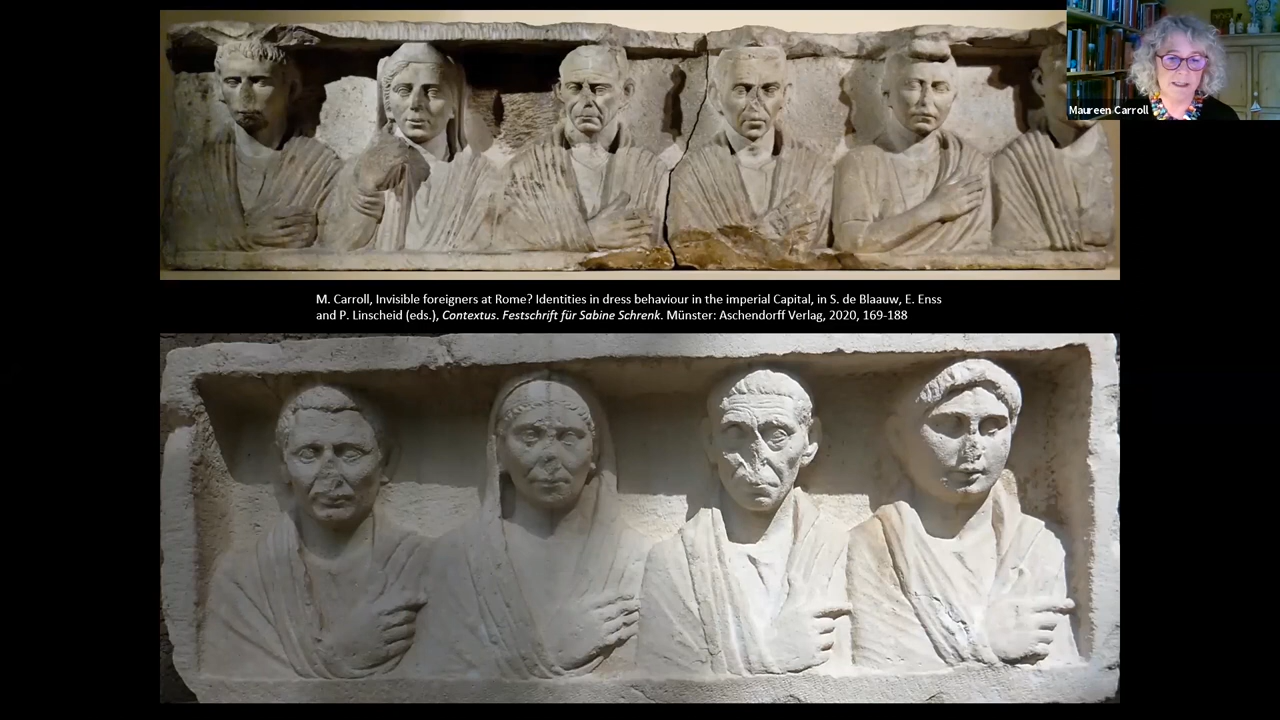 Maureen Carroll
M. Carroll, Invisible foreigners at Rome? Identities in dress behaviour in the imperial Capital, in S. de Blaauw, E. Enss
and P. Linscheid (eds.), Contextus. Festschrift für Sabine Schrenk. Münster: Aschendorff Verlag, 2020, 169-188